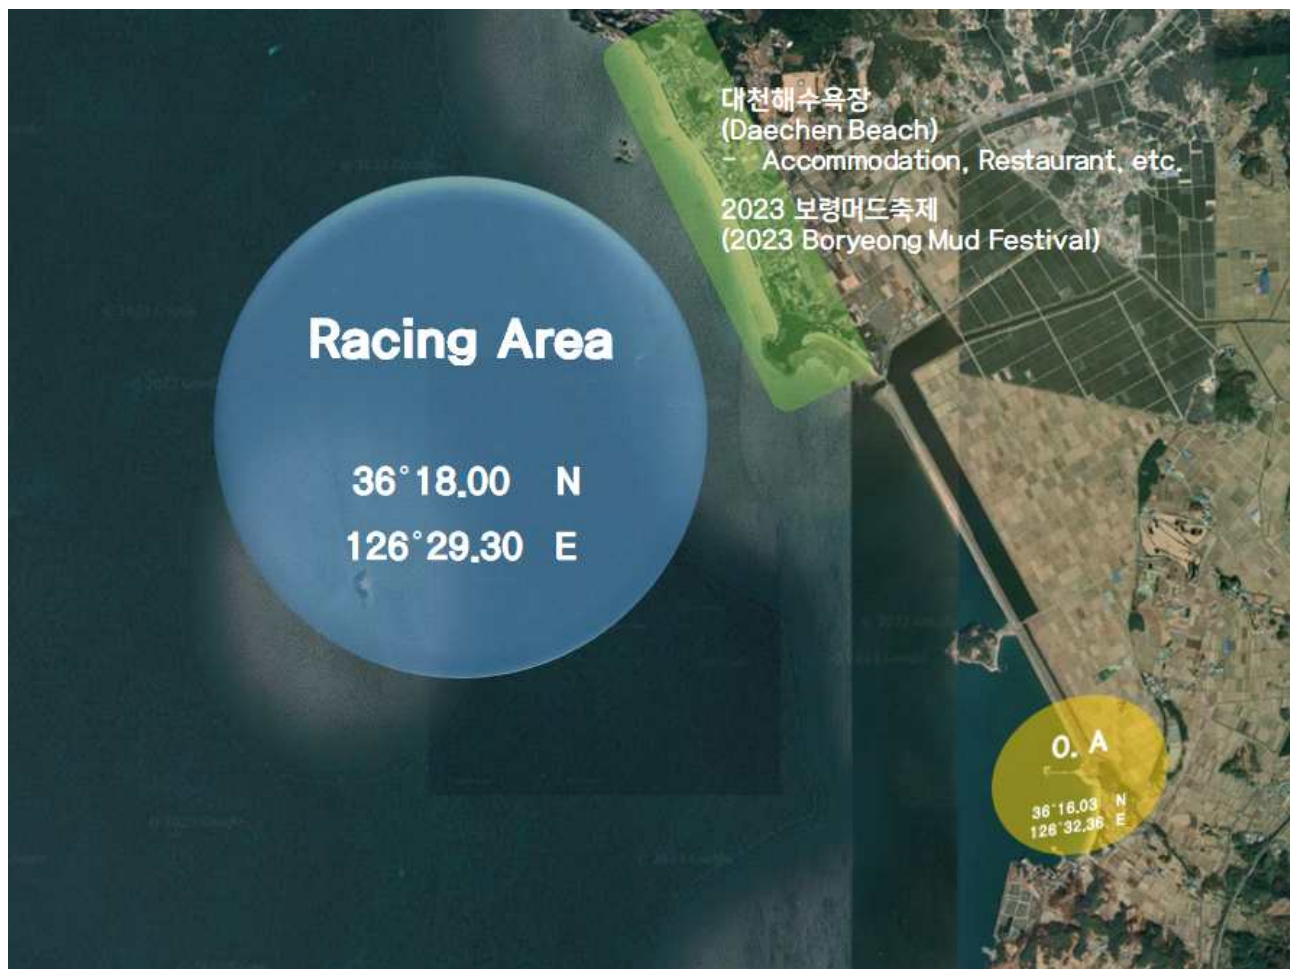 대천해수욕장
(Daechen Beach)
- Accommodation, Restaurant, etc.
2023 보령머드축제
(2023 Boryeong Mud Festival)
Racing Area
36°18.00 N
126°29.30 E
O. A
36°16.03 N
126°32.36 E